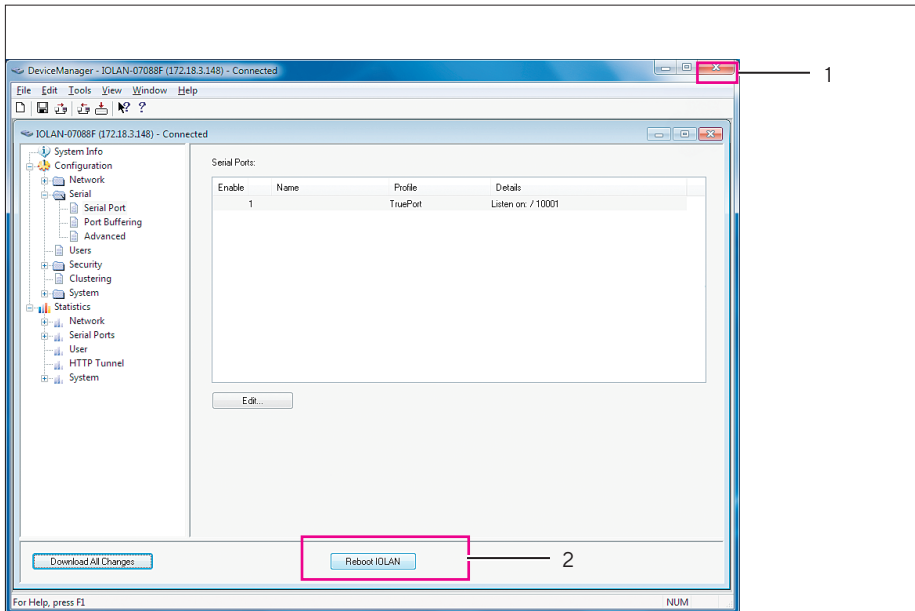 DeviceManager - IOLAN-07088F (172.18.3.148) - Connected
1
File Edit Tools View Window Help
IOLAN-07088F (172.18.3.148) - Connected
System Info
Configuration
Network
Serial
Serial Port
Port Buffering
Advanced
Users
Security
Clustering
System
Statistics
Network
Serial Ports
User
HTTP Tunnel
System
Serial Ports:
Enable Name Profile Details
1 TruePort Listen on: / 10001
Edit...
Download All Changes
Reboot IOLAN
2
For Help, press F1
NUM